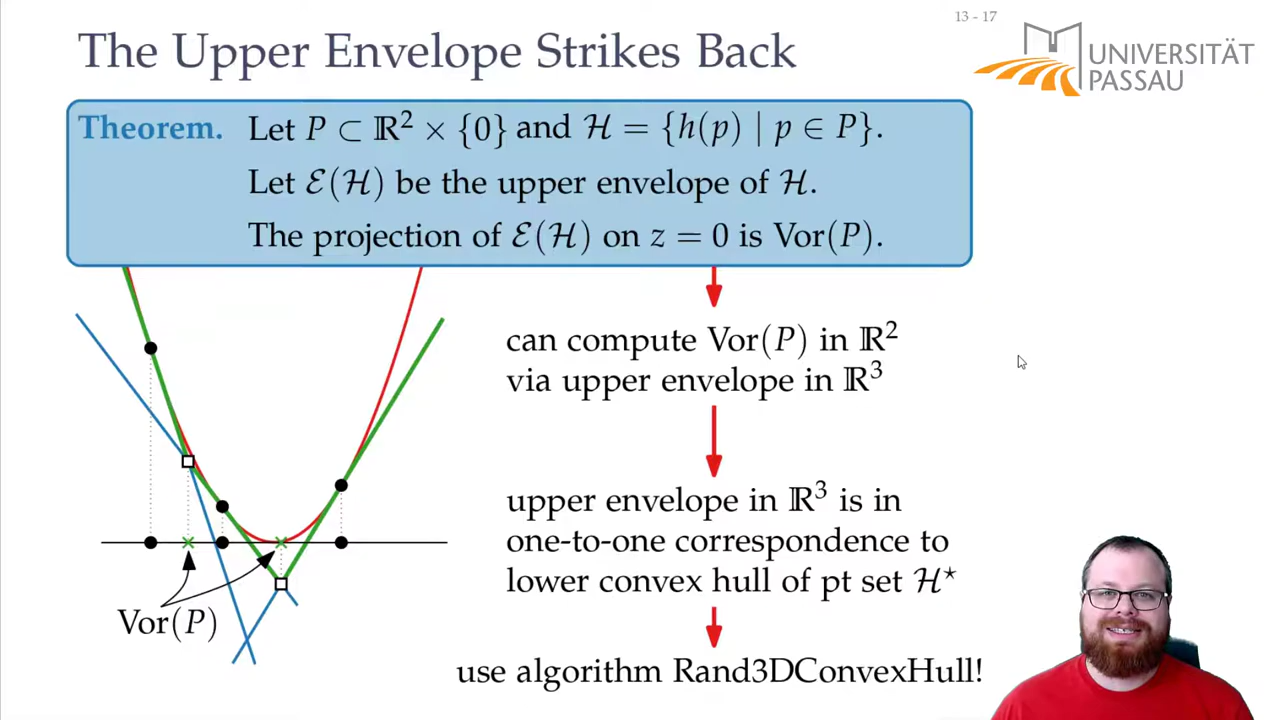 13 - 17
The Upper Envelope Strikes Back
UNIVERSITÄT
PASSAU
Theorem. Let P ⊂ ℝ² × {0} and ℋ = {h(p) | p ∈ P}.
Let ℰ(ℋ) be the upper envelope of ℋ.
The projection of ℰ(ℋ) on z = 0 is Vor(P).
can compute Vor(P) in ℝ²
via upper envelope in ℝ³
upper envelope in ℝ³ is in
one-to-one correspondence to
lower convex hull of pt set ℋ⋆
Vor(P)
use algorithm Rand3DConvexHull!